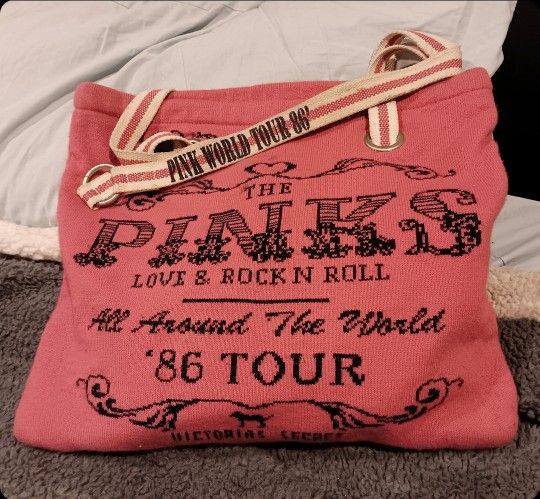 PINK WORLD TOUR 86'
THE
PINKS
LOVE & ROCK N ROLL
All Around The World
'86 TOUR
VICTORIAS SECRET